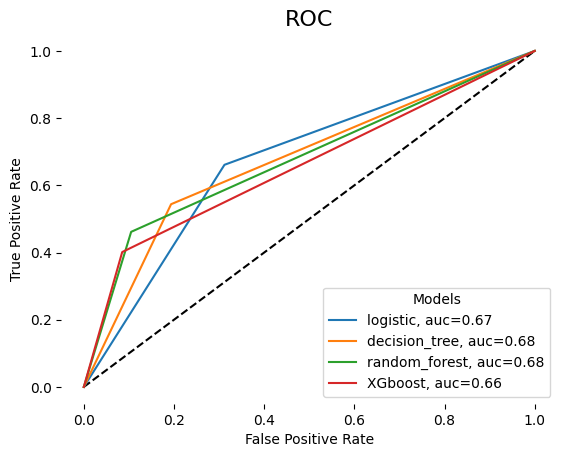 ROC
1.0
0.8
0.6
0.4
0.2
0.0
True Positive Rate
0.0 0.2 0.4 0.6 0.8 1.0
False Positive Rate
Models
logistic, auc=0.67
decision_tree, auc=0.68
random_forest, auc=0.68
XGboost, auc=0.66